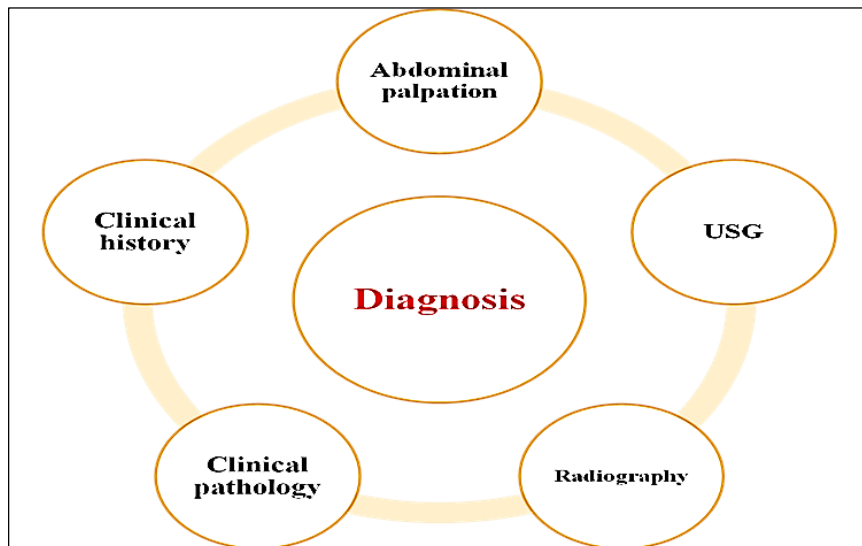 Abdominal
palpation
Clinical
history
USG
Diagnosis
Clinical
pathology
Radiography